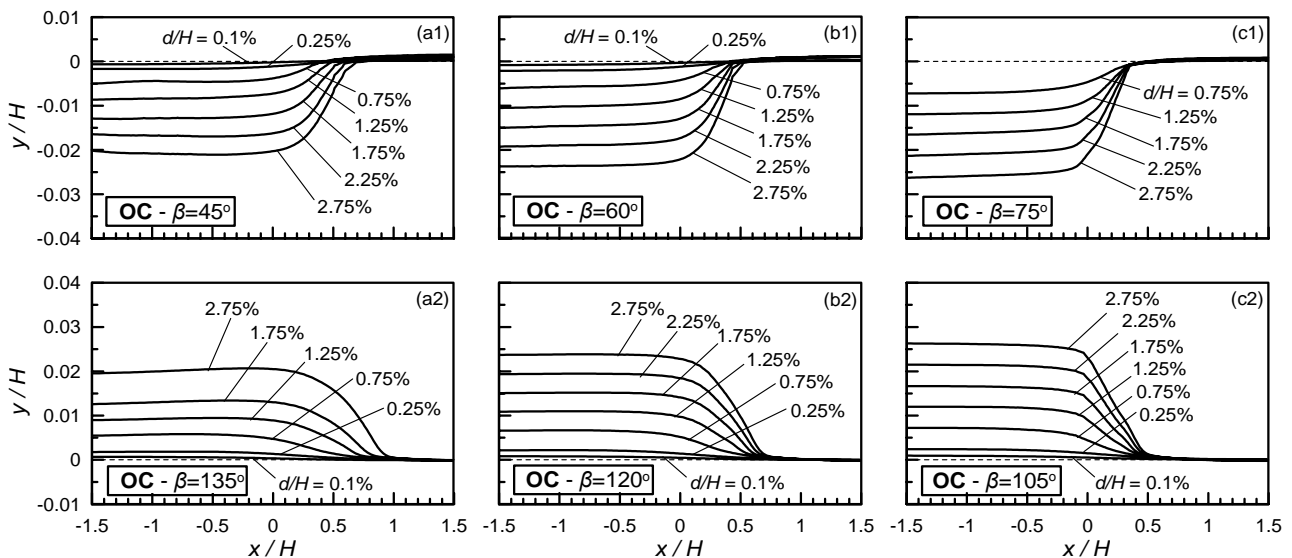 0.01
0
-0.01
-0.02
-0.03
-0.04
y / H
(a1)
d/H = 0.1%
0.25%
0.75%
1.25%
1.75%
2.25%
2.75%
OC - β=45º
(b1)
d/H = 0.1%
0.25%
0.75%
1.25%
1.75%
2.25%
2.75%
OC - β=60º
(c1)
d/H = 0.75%
1.25%
1.75%
2.25%
2.75%
OC - β=75º
0.04
0.03
0.02
0.01
0
-0.01
y / H
(a2)
2.75%
1.75%
1.25%
0.75%
0.25%
d/H = 0.1%
OC - β=135º
-1.5 -1 -0.5 0 0.5 1 1.5
x / H
(b2)
2.75%
2.25%
1.75%
1.25%
0.75%
0.25%
d/H = 0.1%
OC - β=120º
-1.5 -1 -0.5 0 0.5 1 1.5
x / H
(c2)
2.75%
2.25%
1.75%
1.25%
0.75%
0.25%
d/H = 0.1%
OC - β=105º
-1.5 -1 -0.5 0 0.5 1 1.5
x / H